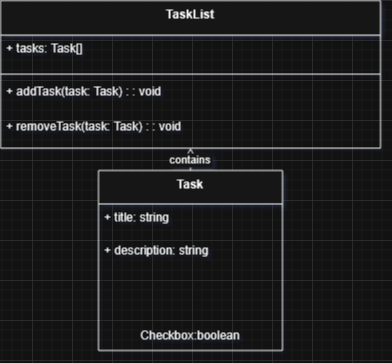 TaskList
+ tasks: Task[]
+ addTask(task: Task) : : void
+ removeTask(task: Task) : : void
contains
Task
+ title: string
+ description: string
Checkbox:boolean